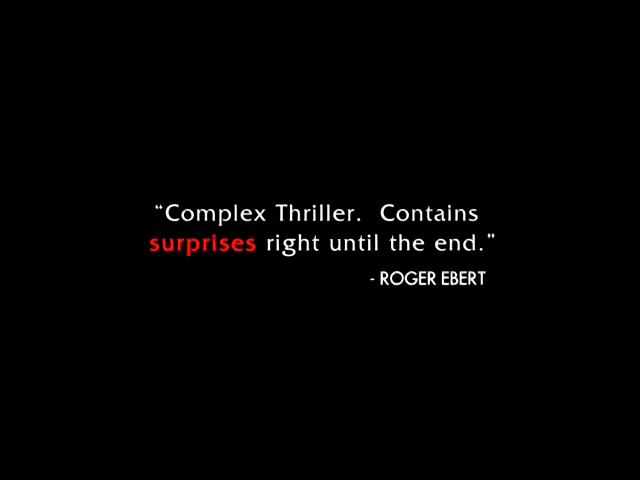 “Complex Thriller.  Contains
surprises right until the end.”
- ROGER EBERT